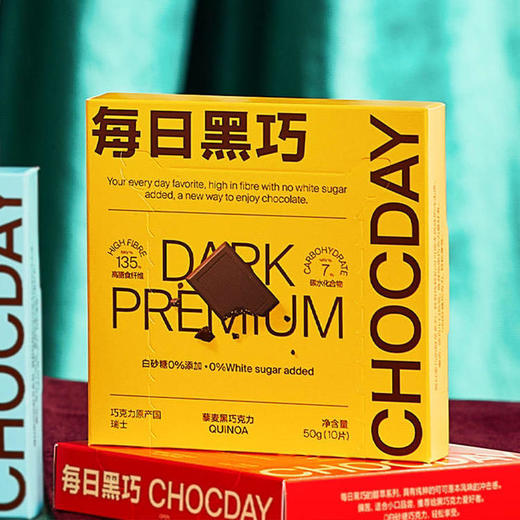 每日黑巧
Your every day favorite, high in fibre with no white sugar
added, a new way to enjoy chocolate.
HIGH FIBRE
NRV%
135%
高膳食纤维
DARK
PREMIUM
CARBOHYDRATE
NRV%
7%
碳水化合物
白砂糖0%添加·0%White sugar added
巧克力原产国
瑞士
藜麦黑巧克力
QUINOA
净含量
50g(10片)
CHOCDAY
CHOCDAY
每日黑巧 CHOCDAY